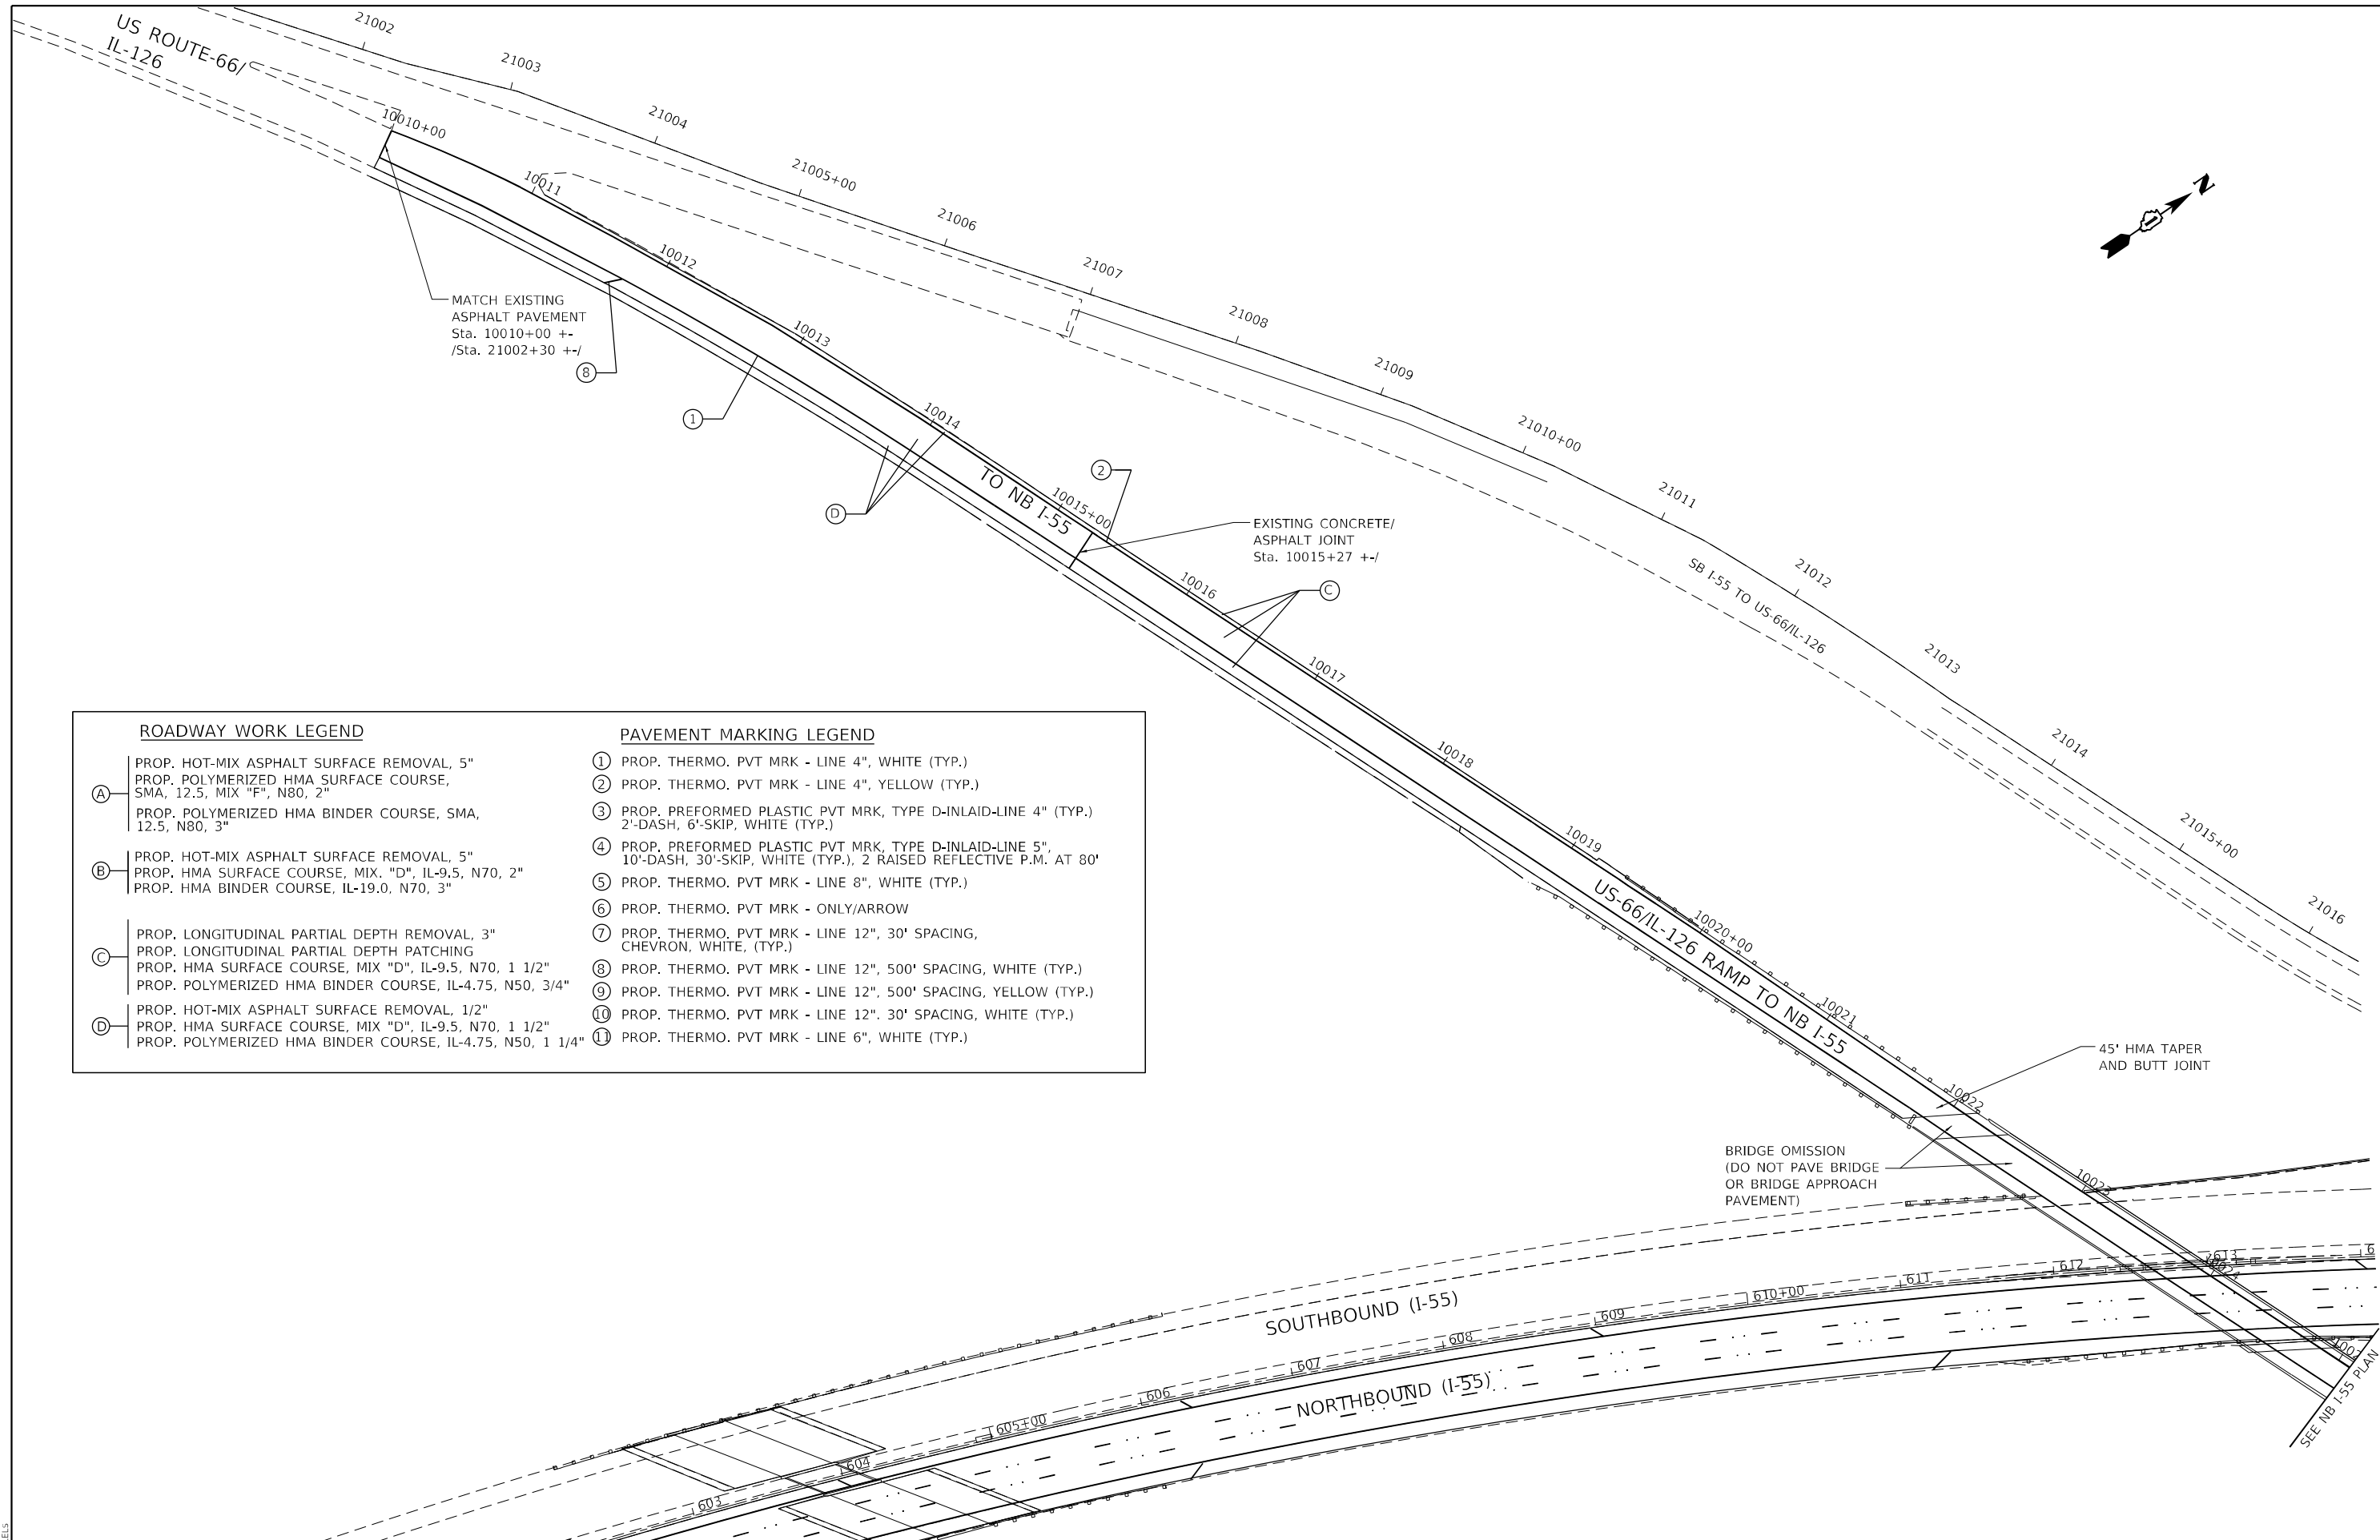 US ROUTE-66/
IL-126
21002
21003
21004
21005+00
21006
21007
21008
21009
21010+00
21011
21012
21013
21014
21015+00
21016
N
10010+00
10011
10012
10013
10014
10015+00
10016
10017
10018
10019
10020+00
10021
10022
10023
MATCH EXISTING
ASPHALT PAVEMENT
Sta. 10010+00 +-
/Sta. 21002+30 +-/
8
1
D
TO NB I-55
2
EXISTING CONCRETE/
ASPHALT JOINT
Sta. 10015+27 +-/
C
SB I-55 TO US-66/IL-126
US-66/IL-126 RAMP TO NB I-55
45' HMA TAPER
AND BUTT JOINT
BRIDGE OMISSION
(DO NOT PAVE BRIDGE
OR BRIDGE APPROACH
PAVEMENT)
ROADWAY WORK LEGEND
A
PROP. HOT-MIX ASPHALT SURFACE REMOVAL, 5"
PROP. POLYMERIZED HMA SURFACE COURSE,
SMA, 12.5, MIX "F", N80, 2"
PROP. POLYMERIZED HMA BINDER COURSE, SMA,
12.5, N80, 3"
B
PROP. HOT-MIX ASPHALT SURFACE REMOVAL, 5"
PROP. HMA SURFACE COURSE, MIX. "D", IL-9.5, N70, 2"
PROP. HMA BINDER COURSE, IL-19.0, N70, 3"
C
PROP. LONGITUDINAL PARTIAL DEPTH REMOVAL, 3"
PROP. LONGITUDINAL PARTIAL DEPTH PATCHING
PROP. HMA SURFACE COURSE, MIX "D", IL-9.5, N70, 1 1/2"
PROP. POLYMERIZED HMA BINDER COURSE, IL-4.75, N50, 3/4"
D
PROP. HOT-MIX ASPHALT SURFACE REMOVAL, 1/2"
PROP. HMA SURFACE COURSE, MIX "D", IL-9.5, N70, 1 1/2"
PROP. POLYMERIZED HMA BINDER COURSE, IL-4.75, N50, 1 1/4"
PAVEMENT MARKING LEGEND
1 PROP. THERMO. PVT MRK - LINE 4", WHITE (TYP.)
2 PROP. THERMO. PVT MRK - LINE 4", YELLOW (TYP.)
3 PROP. PREFORMED PLASTIC PVT MRK, TYPE D-INLAID-LINE 4" (TYP.)
2'-DASH, 6'-SKIP, WHITE (TYP.)
4 PROP. PREFORMED PLASTIC PVT MRK, TYPE D-INLAID-LINE 5",
10'-DASH, 30'-SKIP, WHITE (TYP.), 2 RAISED REFLECTIVE P.M. AT 80'
5 PROP. THERMO. PVT MRK - LINE 8", WHITE (TYP.)
6 PROP. THERMO. PVT MRK - ONLY/ARROW
7 PROP. THERMO. PVT MRK - LINE 12", 30' SPACING,
CHEVRON, WHITE, (TYP.)
8 PROP. THERMO. PVT MRK - LINE 12", 500' SPACING, WHITE (TYP.)
9 PROP. THERMO. PVT MRK - LINE 12", 500' SPACING, YELLOW (TYP.)
10 PROP. THERMO. PVT MRK - LINE 12". 30' SPACING, WHITE (TYP.)
11 PROP. THERMO. PVT MRK - LINE 6", WHITE (TYP.)
SOUTHBOUND (I-55)
NORTHBOUND (I-55)
603
604
605+00
606
607
608
609
610+00
611
612
613
SEE NB I-55 PLAN
ELS